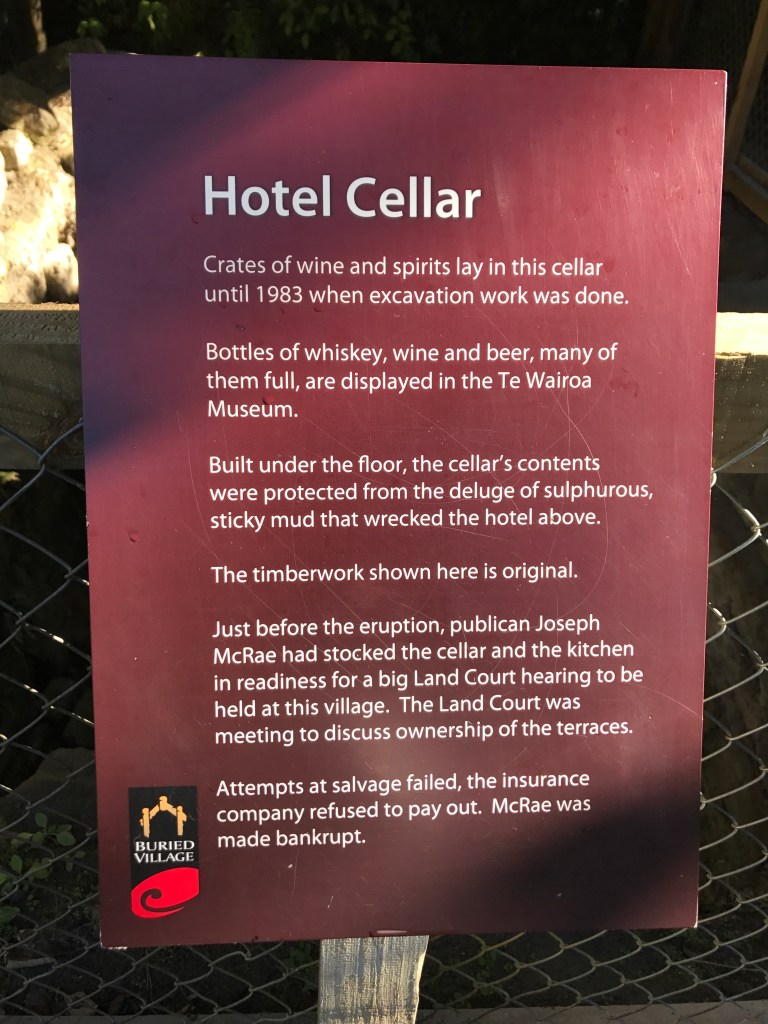 Hotel Cellar
Crates of wine and spirits lay in this cellar
until 1983 when excavation work was done.
Bottles of whiskey, wine and beer, many of
them full, are displayed in the Te Wairoa
Museum.
Built under the floor, the cellar's contents
were protected from the deluge of sulphurous,
sticky mud that wrecked the hotel above.
The timberwork shown here is original.
Just before the eruption, publican Joseph
McRae had stocked the cellar and the kitchen
in readiness for a big Land Court hearing to be
held at this village.  The Land Court was
meeting to discuss ownership of the terraces.
Attempts at salvage failed, the insurance
company refused to pay out.  McRae was
made bankrupt.
BURIED
VILLAGE